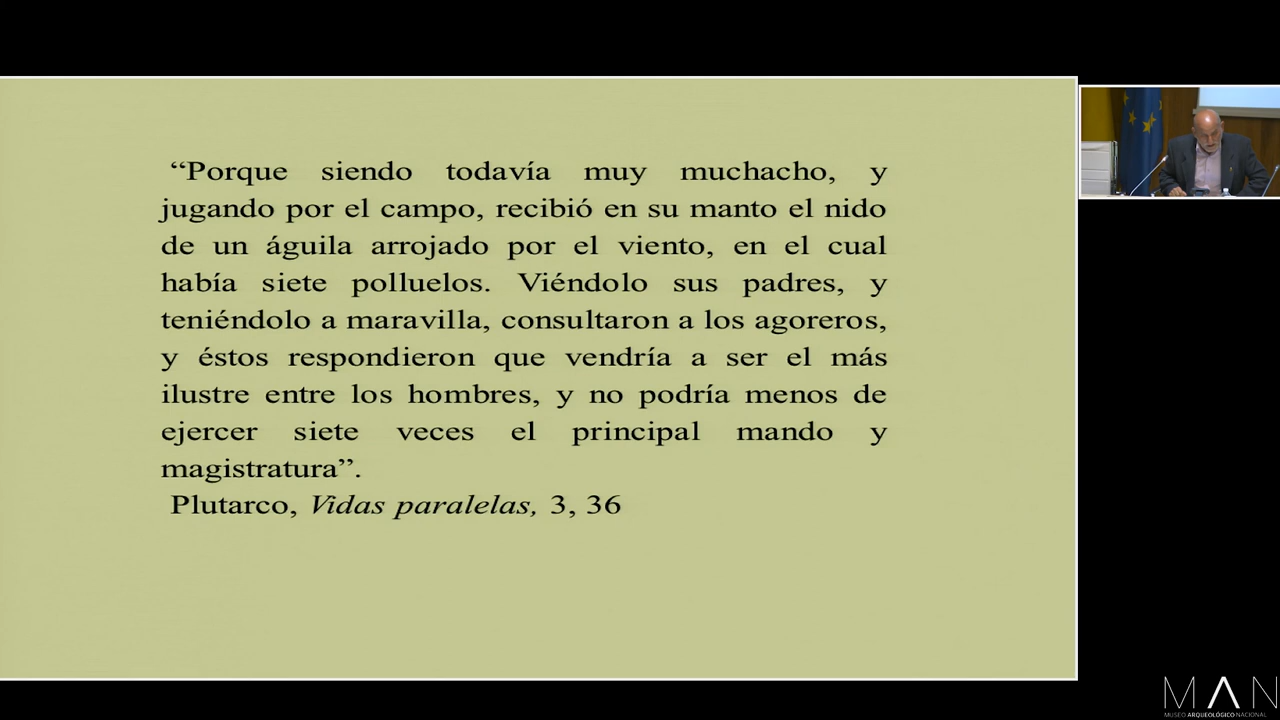 “Porque siendo todavía muy muchacho, y
jugando por el campo, recibió en su manto el nido
de un águila arrojado por el viento, en el cual
había siete polluelos. Viéndolo sus padres, y
teniéndolo a maravilla, consultaron a los agoreros,
y éstos respondieron que vendría a ser el más
ilustre entre los hombres, y no podría menos de
ejercer siete veces el principal mando y
magistratura”.
Plutarco, Vidas paralelas, 3, 36
MAN
MUSEO ARQUEOLÓGICO NACIONAL